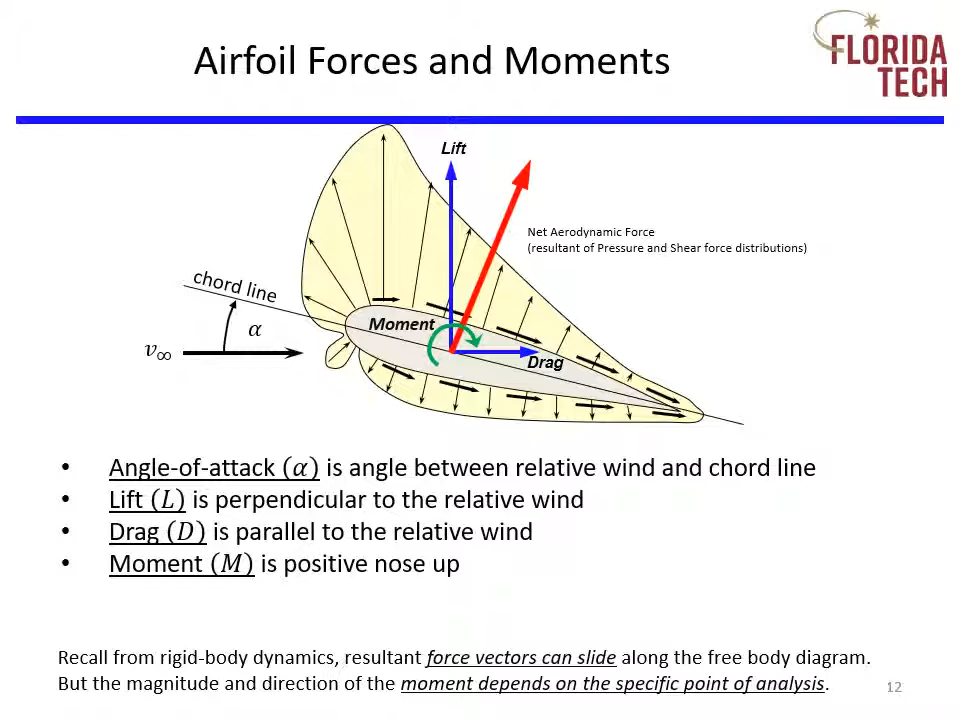 Airfoil Forces and Moments
FLORIDA
TECH
Lift
Net Aerodynamic Force
(resultant of Pressure and Shear force distributions)
chord line
α
Moment
v∞
Drag
• Angle-of-attack (α) is angle between relative wind and chord line
• Lift (L) is perpendicular to the relative wind
• Drag (D) is parallel to the relative wind
• Moment (M) is positive nose up
Recall from rigid-body dynamics, resultant force vectors can slide along the free body diagram.
But the magnitude and direction of the moment depends on the specific point of analysis.
12